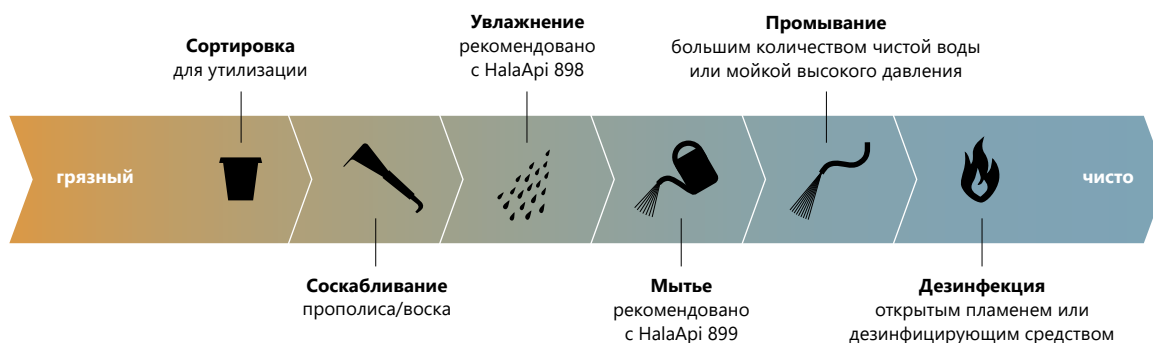 Сортировка
для утилизации
Увлажнение
рекомендовано
с HalaApi 898
Промывание
большим количеством чистой воды
или мойкой высокого давления
грязный
чисто
Соскабливание
прополиса/воска
Мытье
рекомендовано
с HalaApi 899
Дезинфекция
открытым пламенем или
дезинфицирующим средством